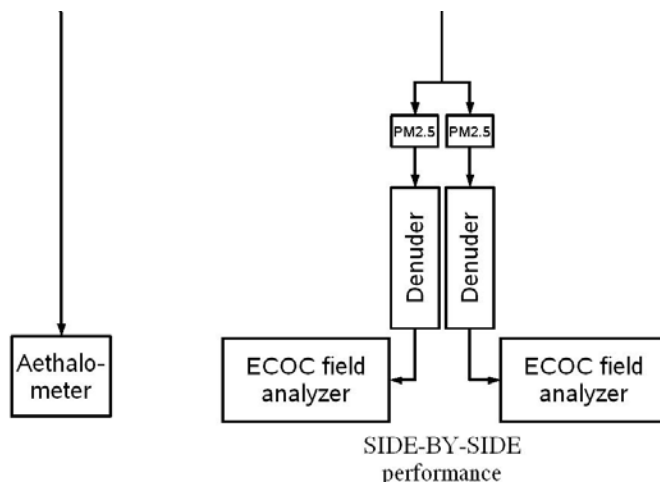 PM2.5 PM2.5
Denuder Denuder
Aethalo-
meter
ECOC field
analyzer
ECOC field
analyzer
SIDE-BY-SIDE
performance